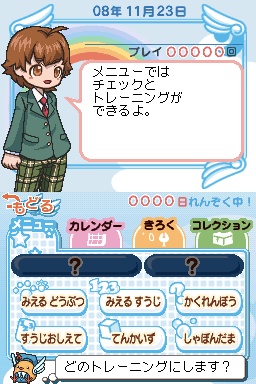 08年 11月23日
プレイ 00000回
メニューでは
チェックと
トレーニングが
できるよ。
もどる
0000日れんぞく中！
メニュー
カレンダー
きろく
コレクション
?
?
みえる どうぶつ
みえる すうじ
かくれんぼう
すうじおしえて
てんかいず
しゃぼんだま
どのトレーニングにします？